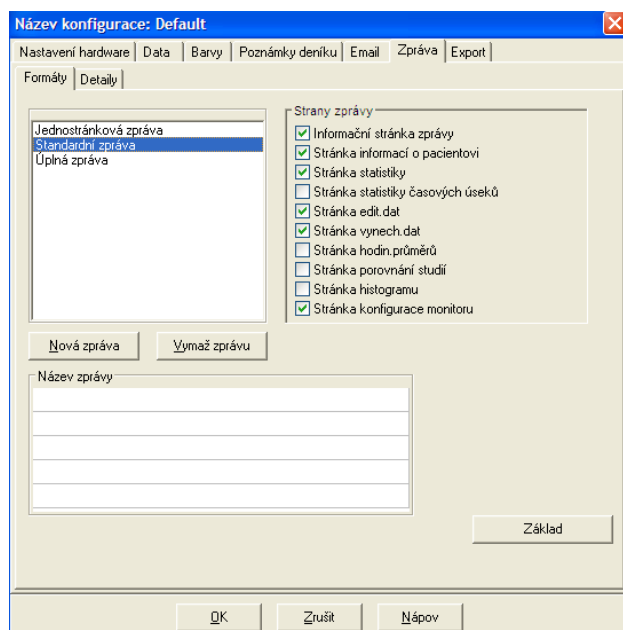 Název konfigurace: Default
Nastavení hardware Data Barvy Poznámky deníku Email Zpráva Export
Formáty Detaily
Jednostránková zpráva
Standardní zpráva
Úplná zpráva
Strany zprávy
Informační stránka zprávy
Stránka informací o pacientovi
Stránka statistiky
Stránka statistiky časových úseků
Stránka edit.dat
Stránka vynech.dat
Stránka hodin.průměrů
Stránka porovnání studií
Stránka histogramu
Stránka konfigurace monitoru
Nová zpráva Vymaž zprávu
Název zprávy
Základ
OK Zrušit Nápov